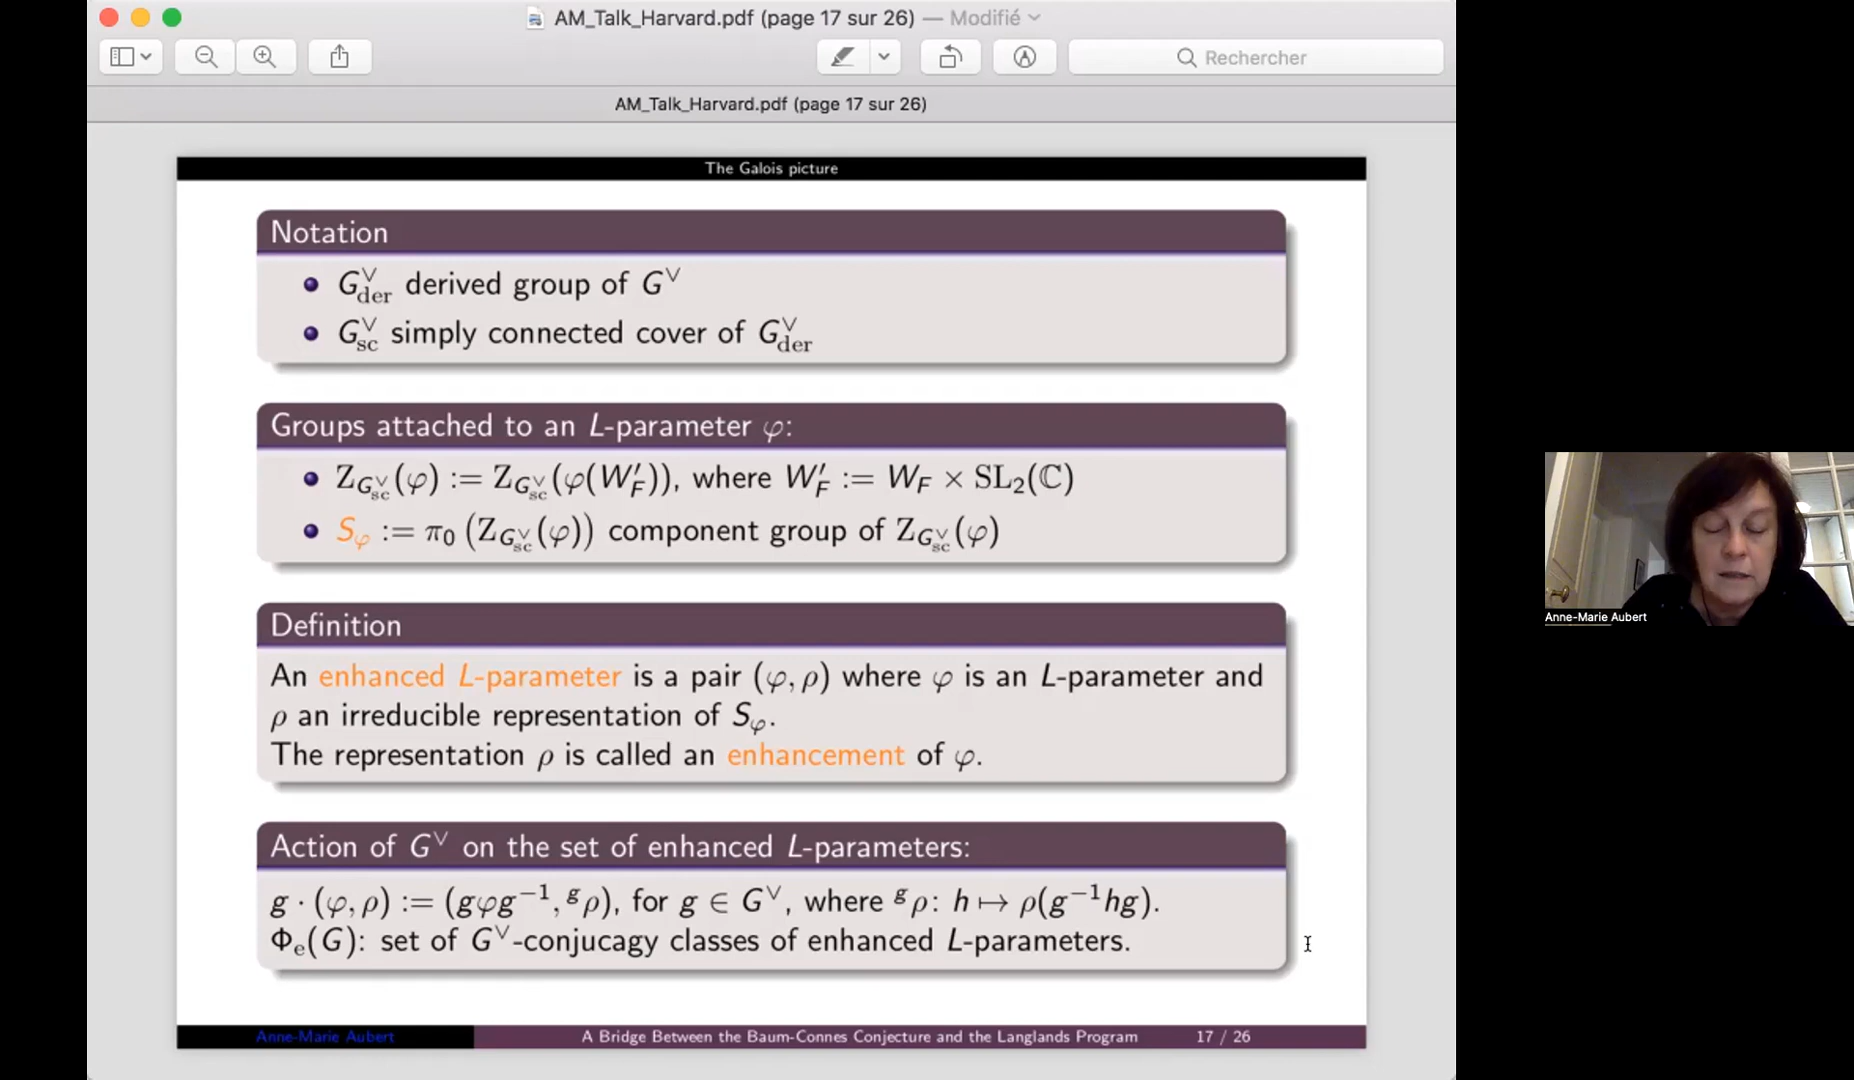 AM_Talk_Harvard.pdf (page 17 sur 26) — Modifié
Rechercher
AM_Talk_Harvard.pdf (page 17 sur 26)
The Galois picture
Notation
G^∨_der derived group of G^∨
G^∨_sc simply connected cover of G^∨_der
Groups attached to an L-parameter φ:
Z_{G^∨_sc}(φ) := Z_{G^∨_sc}(φ(W′_F)), where W′_F := W_F × SL₂(ℂ)
S_φ := π₀ (Z_{G^∨_sc}(φ)) component group of Z_{G^∨_sc}(φ)
Definition
An enhanced L-parameter is a pair (φ, ρ) where φ is an L-parameter and
ρ an irreducible representation of S_φ.
The representation ρ is called an enhancement of φ.
Action of G^∨ on the set of enhanced L-parameters:
g · (φ, ρ) := (gφg⁻¹, ^gρ), for g ∈ G^∨, where ^gρ: h ↦ ρ(g⁻¹hg).
Φ_e(G): set of G^∨-conjucagy classes of enhanced L-parameters.
Anne-Marie Aubert
A Bridge Between the Baum-Connes Conjecture and the Langlands Program
17 / 26
Anne-Marie Aubert